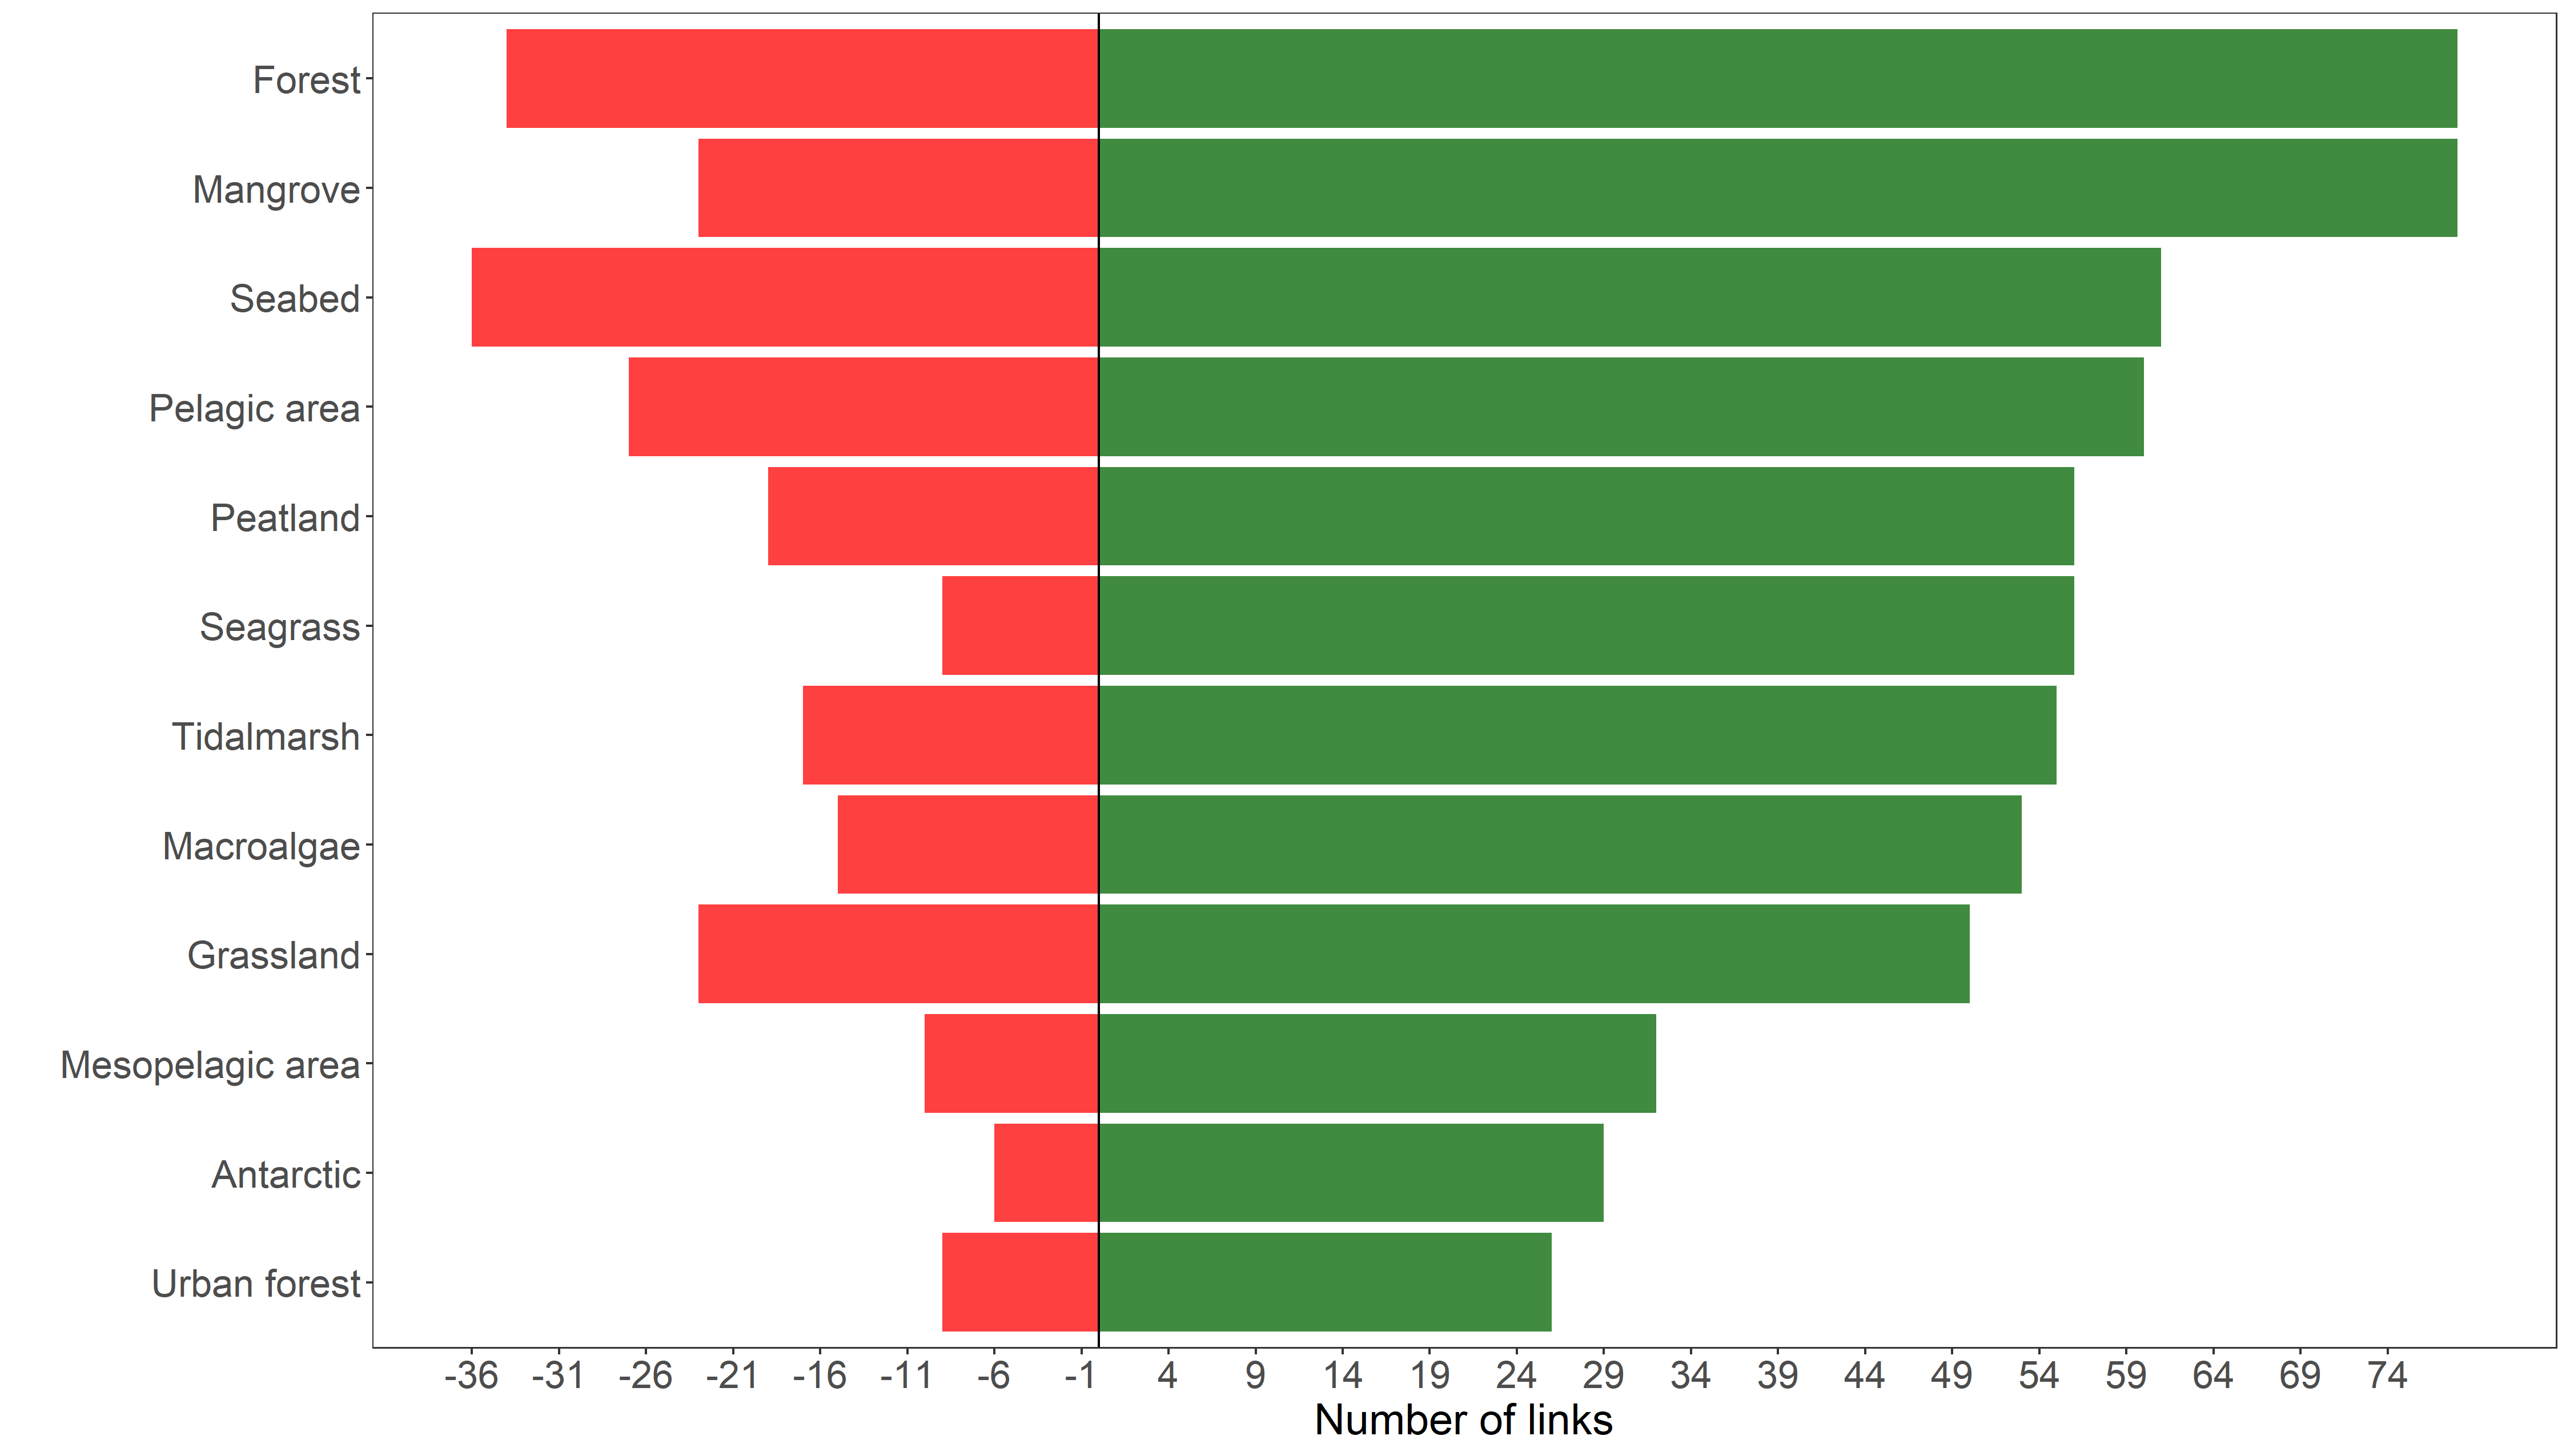 Forest
Mangrove
Seabed
Pelagic area
Peatland
Seagrass
Tidalmarsh
Macroalgae
Grassland
Mesopelagic area
Antarctic
Urban forest
-36 -31 -26 -21 -16 -11 -6 -1 4 9 14 19 24 29 34 39 44 49 54 59 64 69 74
Number of links